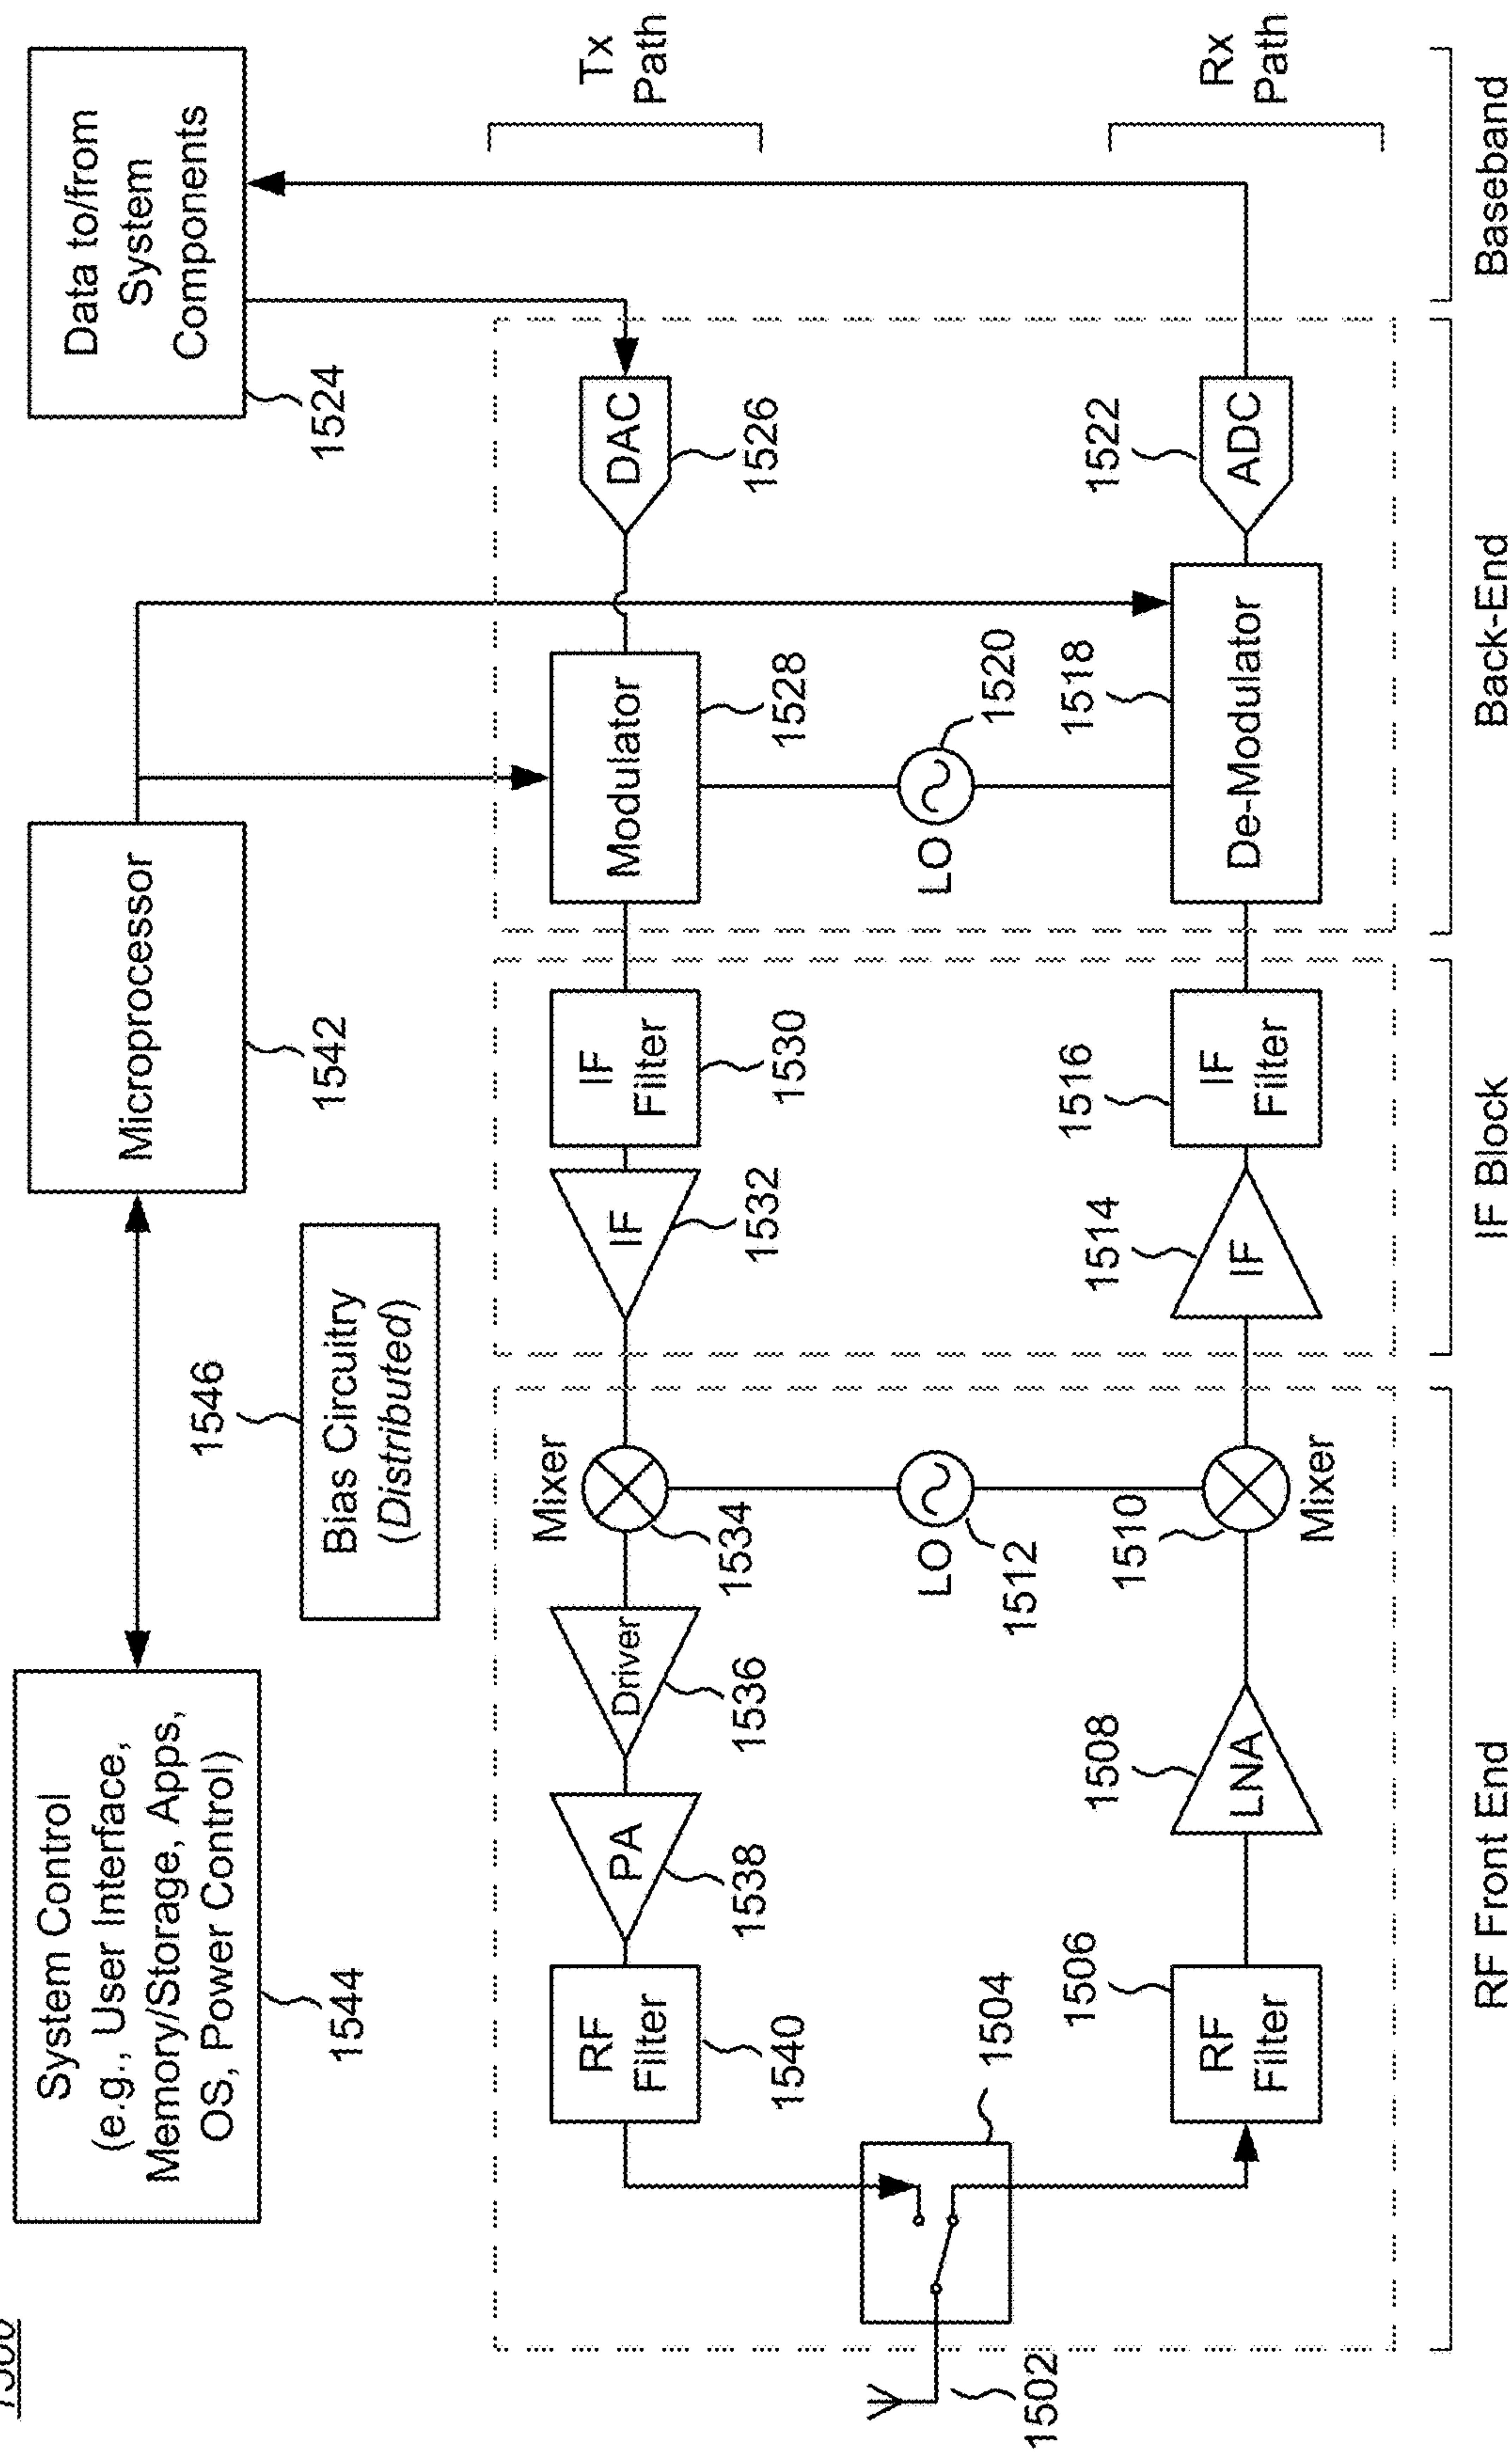 1500
System Control
(e.g., User Interface,
Memory/Storage, Apps,
OS, Power Control)
1544
Microprocessor
1542
Data to/from
System
Components
1524
1546
Bias Circuitry
(Distributed)
Tx
Path
RF
Filter
1540
PA
1538
Driver
1536
Mixer
1534
IF
1532
IF
Filter
1530
Modulator
1528
DAC
1526
1502
1504
LO
1512
LO
1520
Rx
Path
RF
Filter
1506
LNA
1508
Mixer
1510
IF
1514
IF
Filter
1516
De-Modulator
1518
ADC
1522
RF Front End
IF Block
Back-End
Baseband